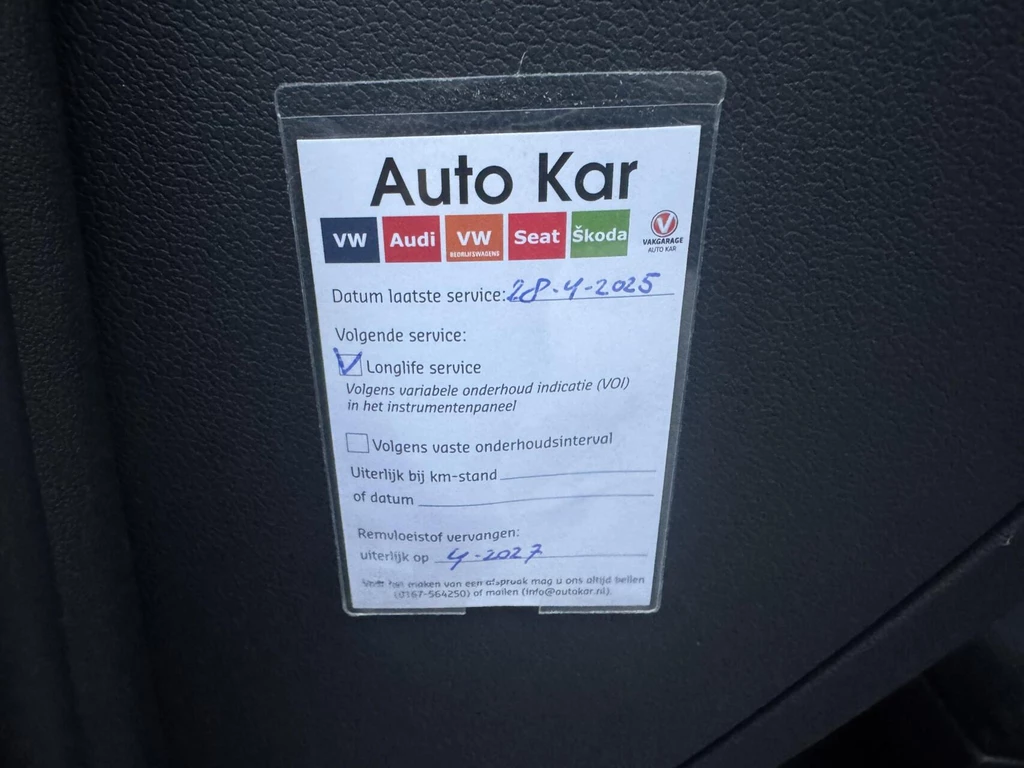 Auto Kar
VW Audi VW Seat Škoda
BEDRIJFSWAGENS
VAKGARAGE
AUTO KAR
Datum laatste service: 28-4-2025
Volgende service:
Longlife service
Volgens variabele onderhoud indicatie (VOI)
in het instrumentenpaneel
Volgens vaste onderhoudsinterval
Uiterlijk bij km-stand
of datum
Remvloeistof vervangen:
uiterlijk op 4-2027
maken van een afspraak mag u ons altijd bellen
(0167-564250) of mailen (info@autokar.nl)